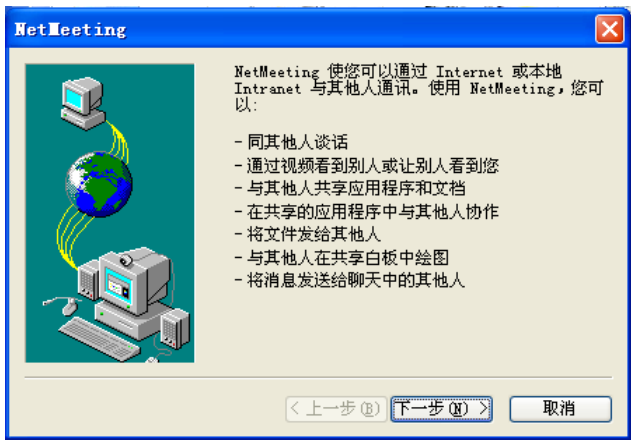 NetMeeting
NetMeeting 使您可以通过 Internet 或本地
Intranet 与其他人通讯。使用 NetMeeting，您可
以:
- 同其他人谈话
- 通过视频看到别人或让别人看到您
- 与其他人共享应用程序和文档
- 在共享的应用程序中与其他人协作
- 将文件发给其他人
- 与其他人在共享白板中绘图
- 将消息发送给聊天中的其他人
< 上一步(B) 下一步(N) > 取消